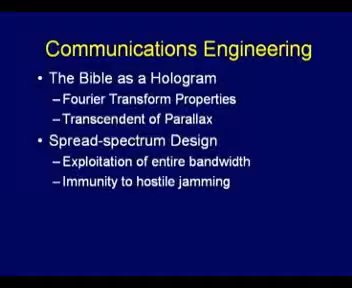 Communications Engineering
• The Bible as a Hologram
– Fourier Transform Properties
– Transcendent of Parallax
• Spread-spectrum Design
– Exploitation of entire bandwidth
– Immunity to hostile jamming